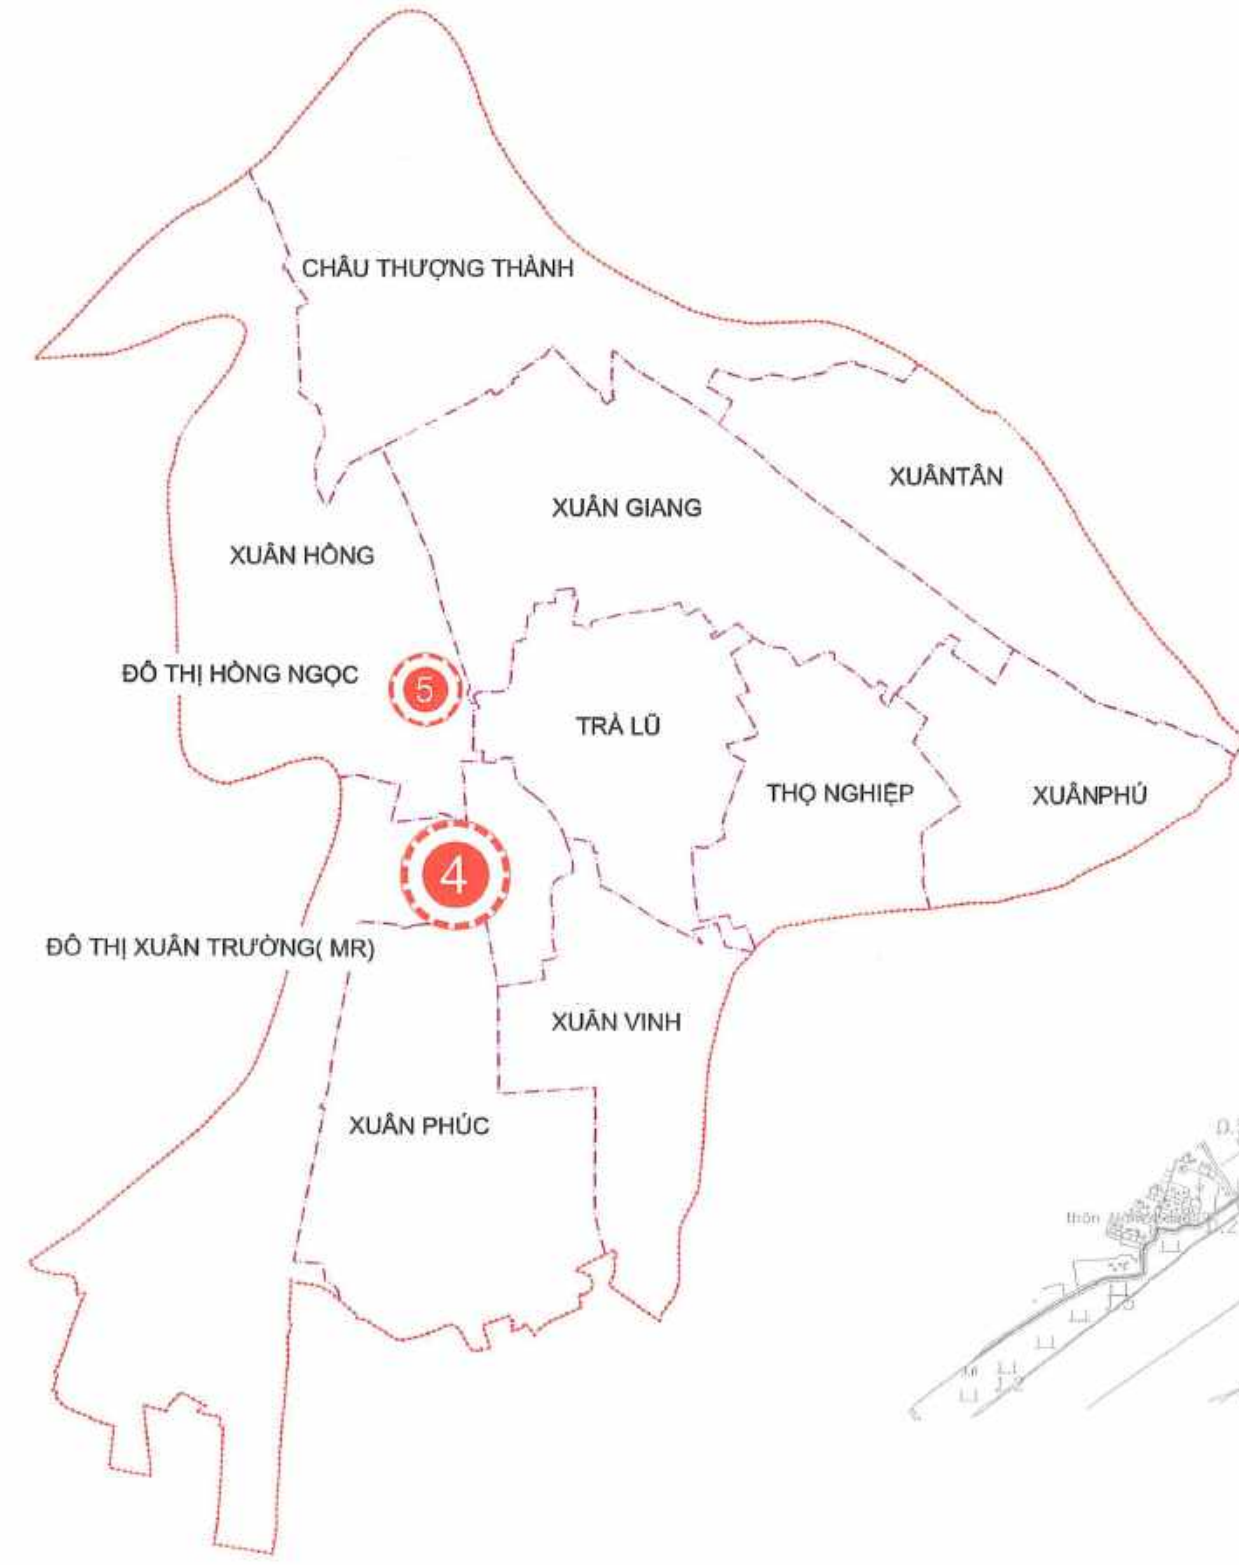 CHÂU THƯỢNG THÀNH
XUÂNTÂN
XUÂN GIANG
XUÂN HỒNG
ĐÔ THỊ HỒNG NGỌC
5
TRÀ LŨ
THỌ NGHIỆP
XUÂNPHÚ
4
ĐÔ THỊ XUÂN TRƯỜNG( MR)
XUÂN VINH
XUÂN PHÚC
thôn